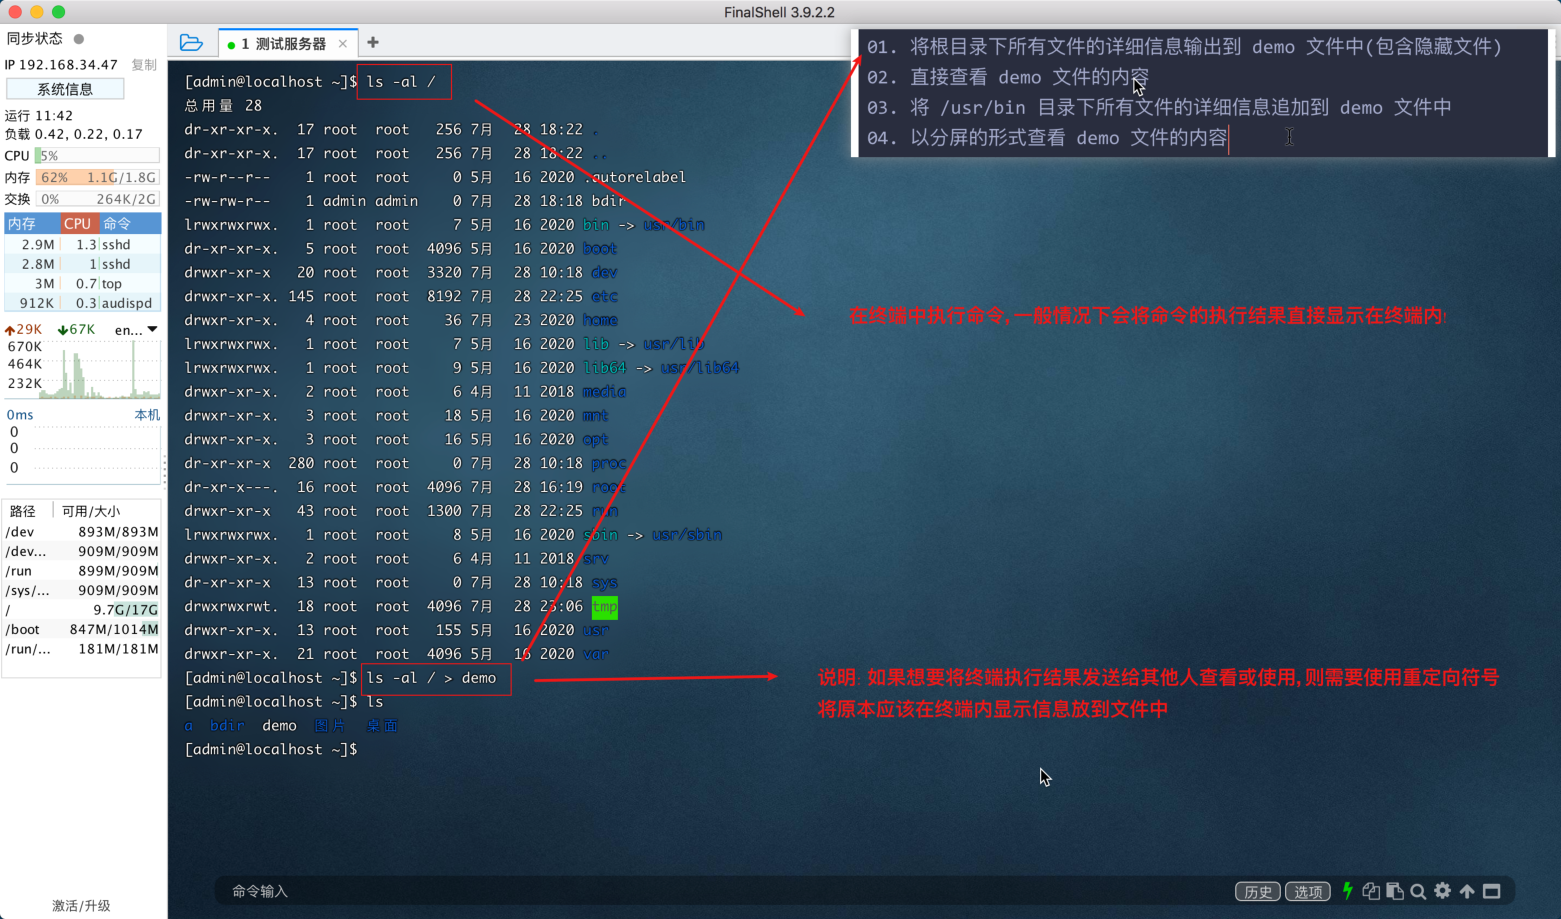 FinalShell 3.9.2.2
同步状态
IP 192.168.34.47 复制
系统信息
运行 11:42
负载 0.42, 0.22, 0.17
CPU 5%
内存 62% 1.1G/1.8G
交换 0% 264K/2G
内存 CPU 命令
2.9M 1.3 sshd
2.8M 1 sshd
3M 0.7 top
912K 0.3 audispd
29K 67K en...
670K
464K
232K
0ms 本机
0
0
0
路径 可用/大小
/dev 893M/893M
/dev... 909M/909M
/run 899M/909M
/sys/... 909M/909M
/ 9.7G/17G
/boot 847M/1014M
/run/... 181M/181M
激活/升级
1 测试服务器
[admin@localhost ~]$ ls -al /
总用量 28
dr-xr-xr-x. 17 root root 256 7月 28 18:22 .
dr-xr-xr-x. 17 root root 256 7月 28 18:22 ..
-rw-r--r-- 1 root root 0 5月 16 2020 .autorelabel
-rw-rw-r-- 1 admin admin 0 7月 28 18:18 bdir
lrwxrwxrwx. 1 root root 7 5月 16 2020 bin -> usr/bin
dr-xr-xr-x. 5 root root 4096 5月 16 2020 boot
drwxr-xr-x 20 root root 3320 7月 28 10:18 dev
drwxr-xr-x. 145 root root 8192 7月 28 22:25 etc
drwxr-xr-x. 4 root root 36 7月 23 2020 home
lrwxrwxrwx. 1 root root 7 5月 16 2020 lib -> usr/lib
lrwxrwxrwx. 1 root root 9 5月 16 2020 lib64 -> usr/lib64
drwxr-xr-x. 2 root root 6 4月 11 2018 media
drwxr-xr-x. 3 root root 18 5月 16 2020 mnt
drwxr-xr-x. 3 root root 16 5月 16 2020 opt
dr-xr-xr-x 280 root root 0 7月 28 10:18 proc
dr-xr-x---. 16 root root 4096 7月 28 16:19 root
drwxr-xr-x 43 root root 1300 7月 28 22:25 run
lrwxrwxrwx. 1 root root 8 5月 16 2020 sbin -> usr/sbin
drwxr-xr-x. 2 root root 6 4月 11 2018 srv
dr-xr-xr-x 13 root root 0 7月 28 10:18 sys
drwxrwxrwt. 18 root root 4096 7月 28 23:06 tmp
drwxr-xr-x. 13 root root 155 5月 16 2020 usr
drwxr-xr-x. 21 root root 4096 5月 16 2020 var
[admin@localhost ~]$ ls -al / > demo
[admin@localhost ~]$ ls
a bdir demo 图片 桌面
[admin@localhost ~]$
01. 将根目录下所有文件的详细信息输出到 demo 文件中(包含隐藏文件)
02. 直接查看 demo 文件的内容
03. 将 /usr/bin 目录下所有文件的详细信息追加到 demo 文件中
04. 以分屏的形式查看 demo 文件的内容
在终端中执行命令,一般情况下会将命令的执行结果直接显示在终端内!
说明: 如果想要将终端执行结果发送给其他人查看或使用,则需要使用重定向符号
将原本应该在终端内显示信息放到文件中
命令输入 历史 选项